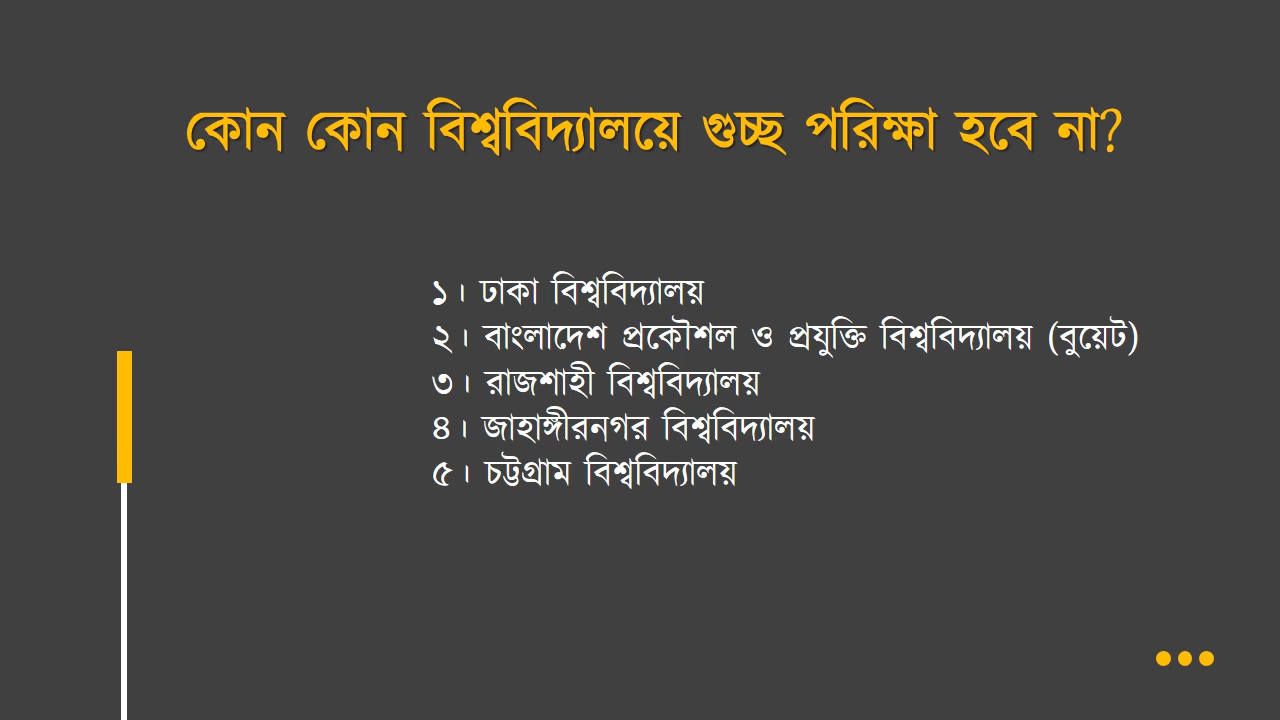 কোন কোন বিশ্ববিদ্যালয়ে গুচ্ছ পরিক্ষা হবে না?
১। ঢাকা বিশ্ববিদ্যালয়
২। বাংলাদেশ প্রকৌশল ও প্রযুক্তি বিশ্ববিদ্যালয় (বুয়েট)
৩। রাজশাহী বিশ্ববিদ্যালয়
৪। জাহাঙ্গীরনগর বিশ্ববিদ্যালয়
৫। চট্টগ্রাম বিশ্ববিদ্যালয়